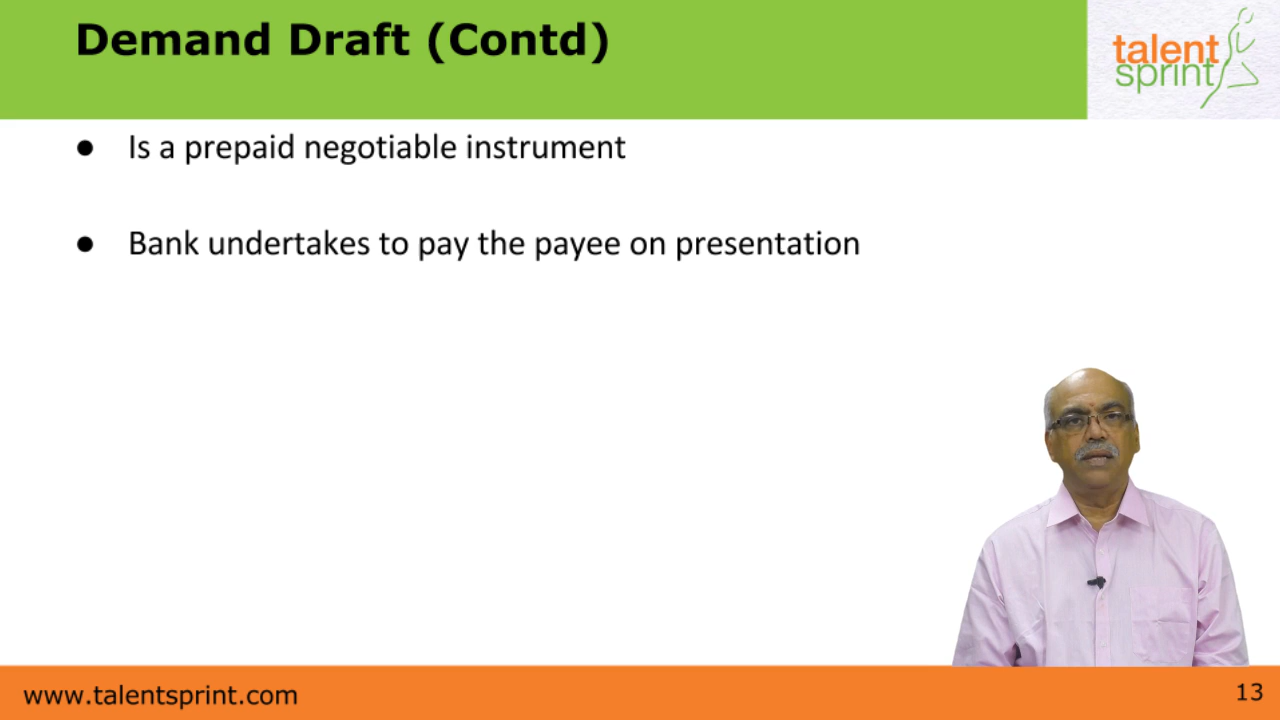 Demand Draft (Contd)
talent
sprint
● Is a prepaid negotiable instrument
● Bank undertakes to pay the payee on presentation
www.talentsprint.com
13